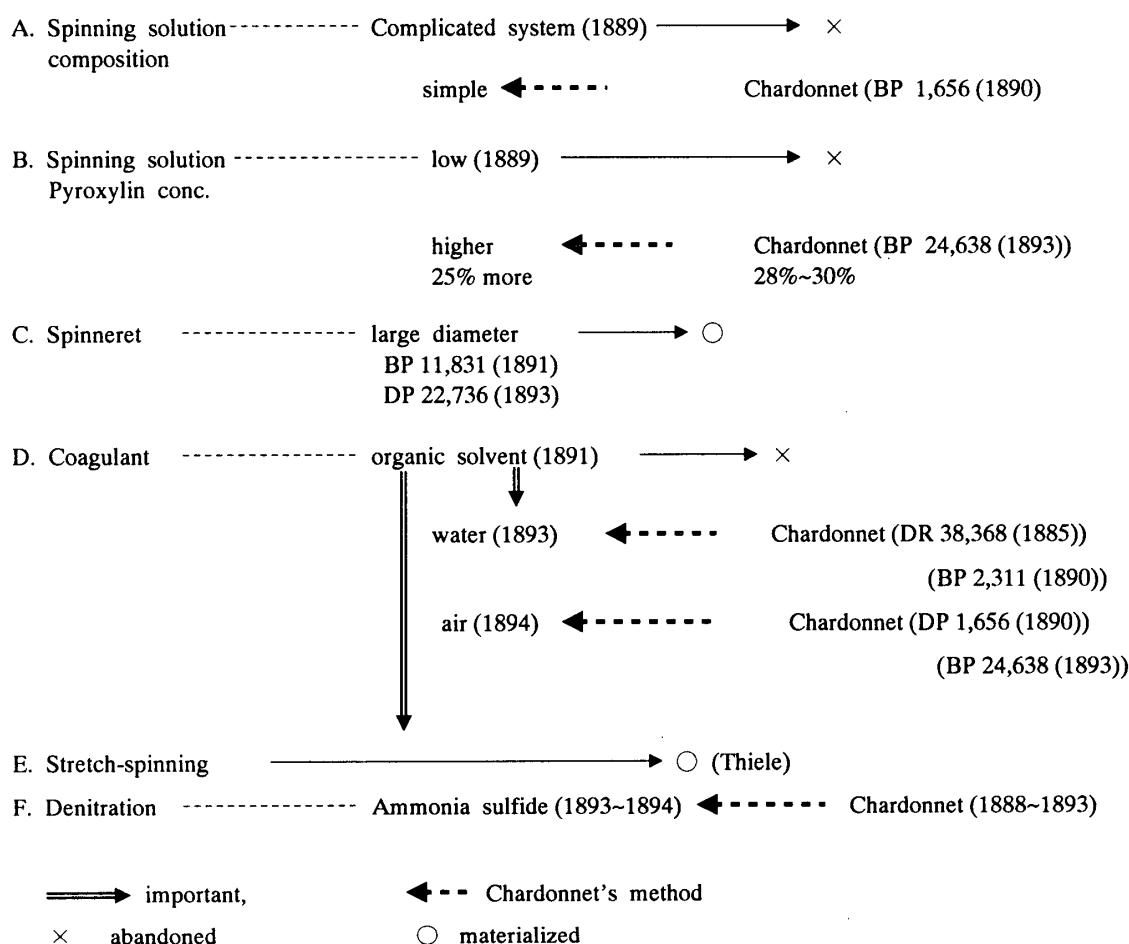 A. Spinning solution Complicated system (1889) ×
composition
simple Chardonnet (BP 1,656 (1890)
B. Spinning solution low (1889) ×
Pyroxylin conc.
higher Chardonnet (BP 24,638 (1893))
25% more 28%~30%
C. Spinneret large diameter ○
BP 11,831 (1891)
DP 22,736 (1893)
D. Coagulant organic solvent (1891) ×
water (1893) Chardonnet (DR 38,368 (1885))
(BP 2,311 (1890))
air (1894) Chardonnet (DP 1,656 (1890))
(BP 24,638 (1893))
E. Stretch-spinning ○ (Thiele)
F. Denitration Ammonia sulfide (1893~1894) Chardonnet (1888~1893)
important, Chardonnet's method
× abandoned ○ materialized